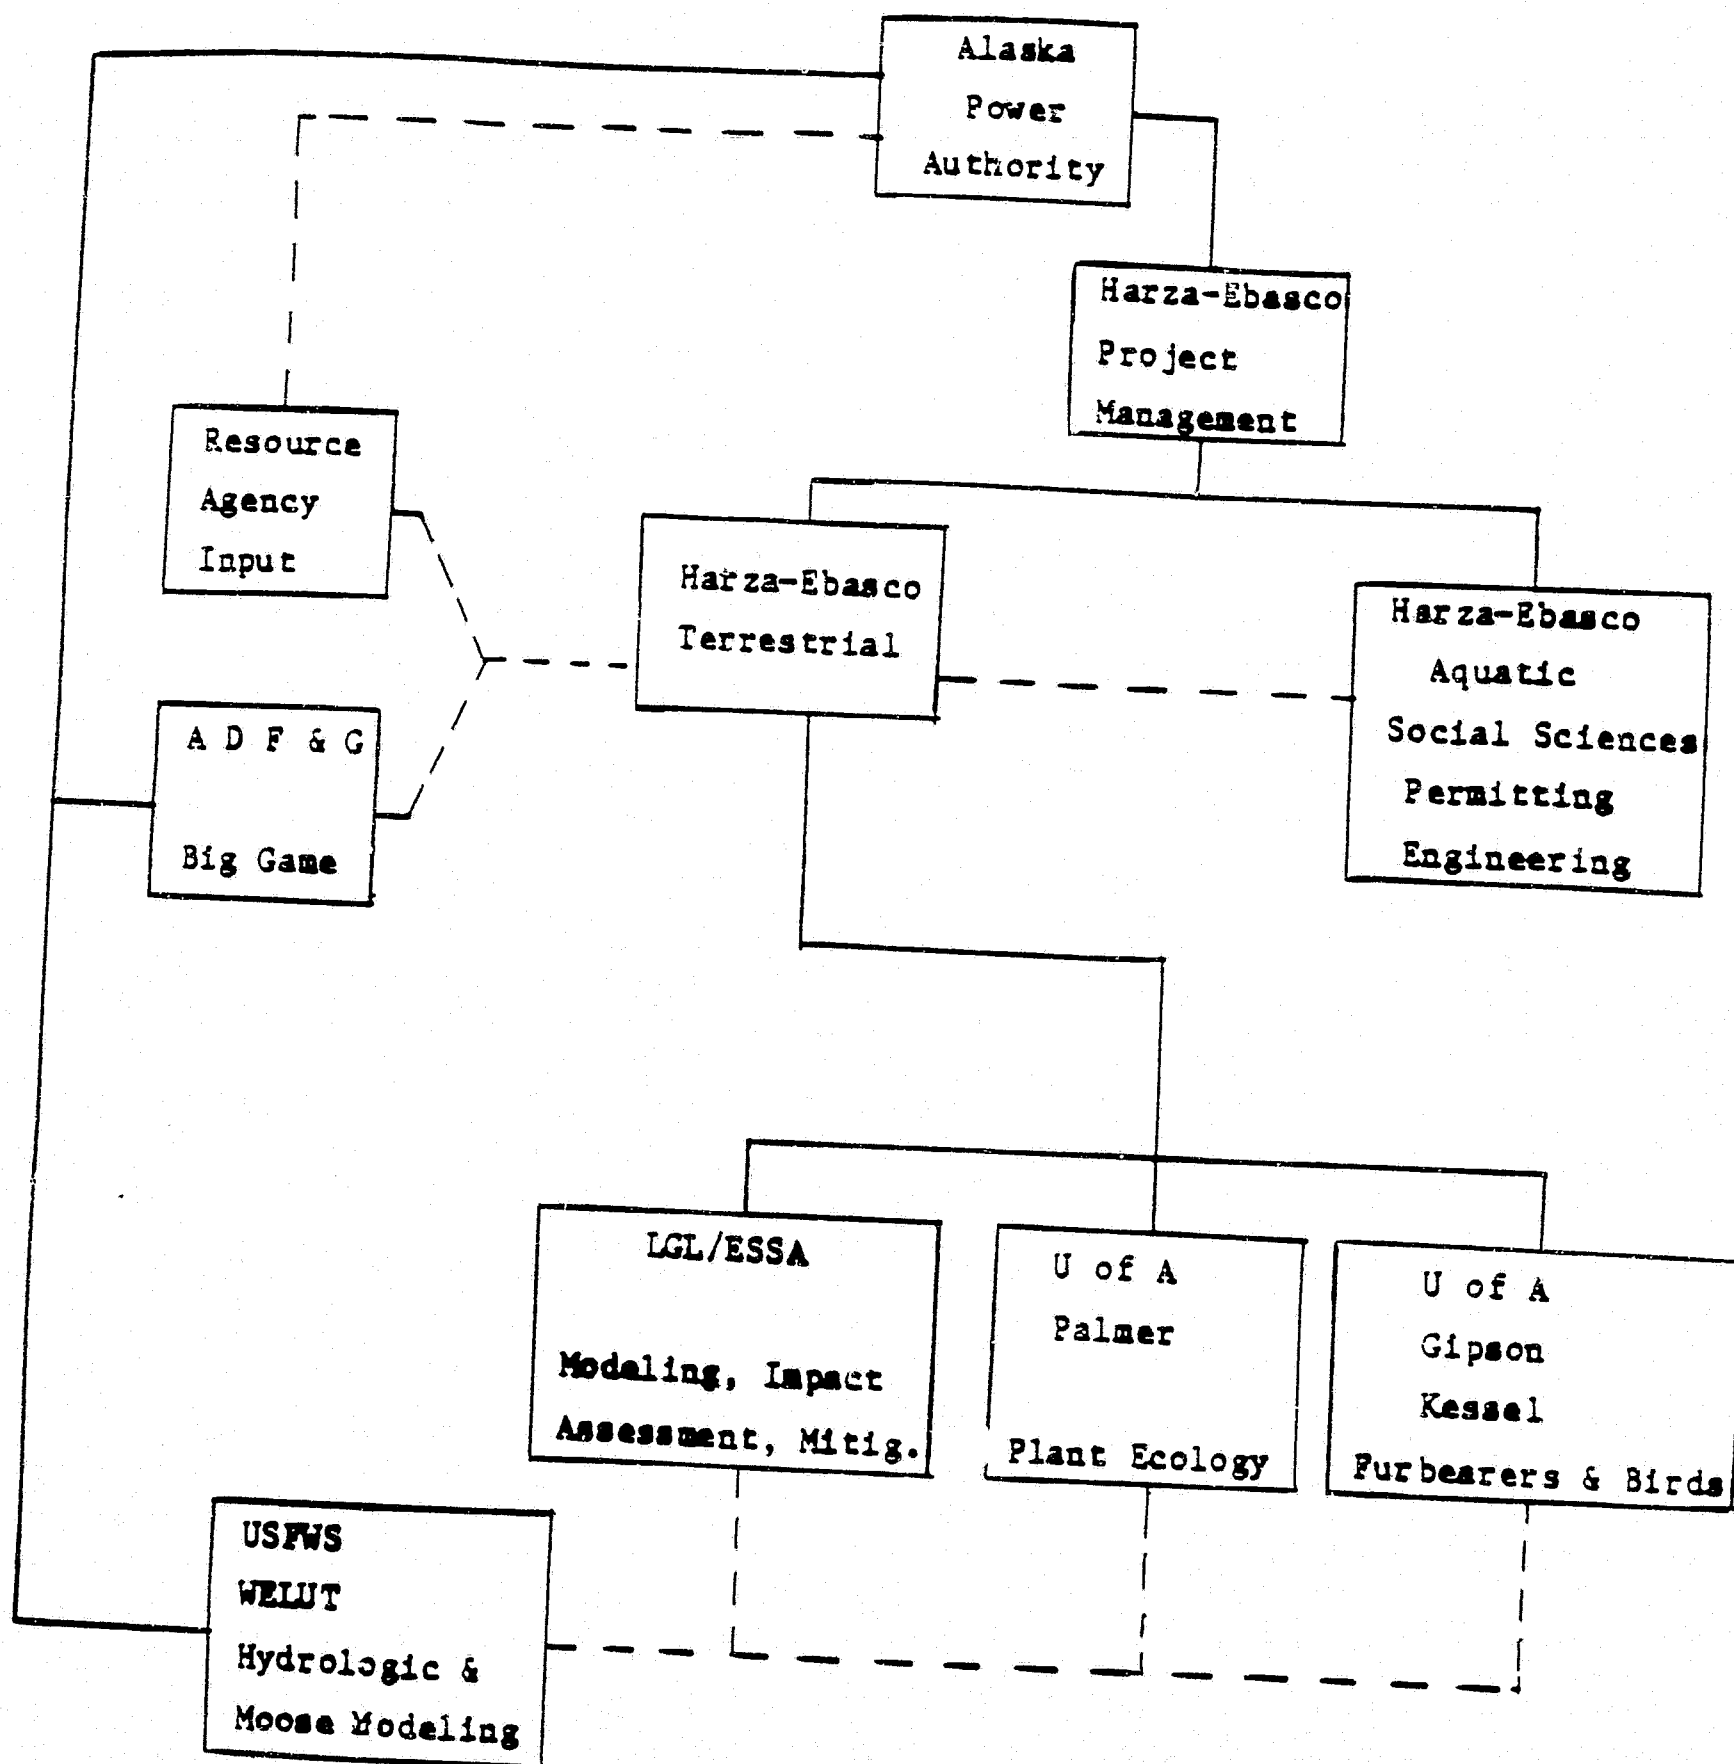 Alaska
Power
Authority
Harza-Ebasco
Project
Management
Resource
Agency
Input
Harza-Ebasco
Terrestrial
Harza-Ebasco
Aquatic
Social Sciences
Permitting
Engineering
A D F & G
Big Game
LGL/ESSA
Modeling, Impact
Assessment, Mitig.
U of A
Palmer
Plant Ecology
U of A
Gipson
Kessel
Furbearers & Birds
USFWS
WELUT
Hydrologic &
Moose Modeling